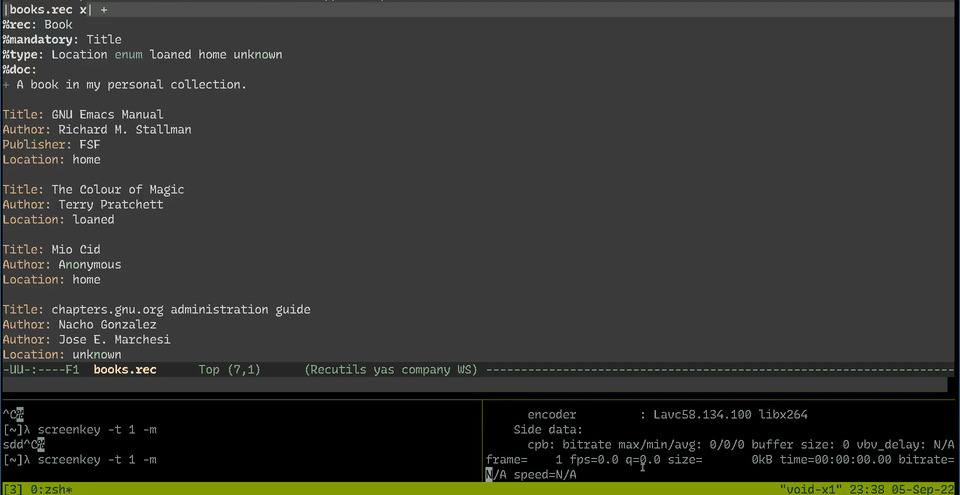 |books.rec x| +
%rec: Book
%mandatory: Title
%type: Location enum loaned home unknown
%doc:
+ A book in my personal collection.
Title: GNU Emacs Manual
Author: Richard M. Stallman
Publisher: FSF
Location: home
Title: The Colour of Magic
Author: Terry Pratchett
Location: loaned
Title: Mio Cid
Author: Anonymous
Location: home
Title: chapters.gnu.org administration guide
Author: Nacho Gonzalez
Author: Jose E. Marchesi
Location: unknown
-UU-:----F1  books.rec      Top (7,1)      (Recutils yas company WS) ----------------------------------------------------------
^C%
[~]λ screenkey -t 1 -m
sdd^C%
[~]λ screenkey -t 1 -m
encoder         : Lavc58.134.100 libx264
Side data:
cpb: bitrate max/min/avg: 0/0/0 buffer size: 0 vbv_delay: N/A
frame=    1 fps=0.0 q=0.0 size=       0kB time=00:00:00.00 bitrate=
N/A speed=N/A
[3] 0:zsh* "void-x1" 23:38 05-Sep-22